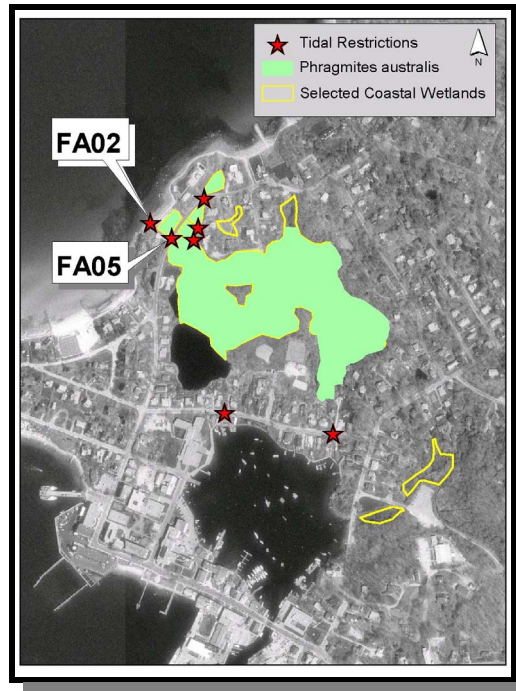 Tidal Restrictions
Phragmites australis
Selected Coastal Wetlands
N
FA02
FA05